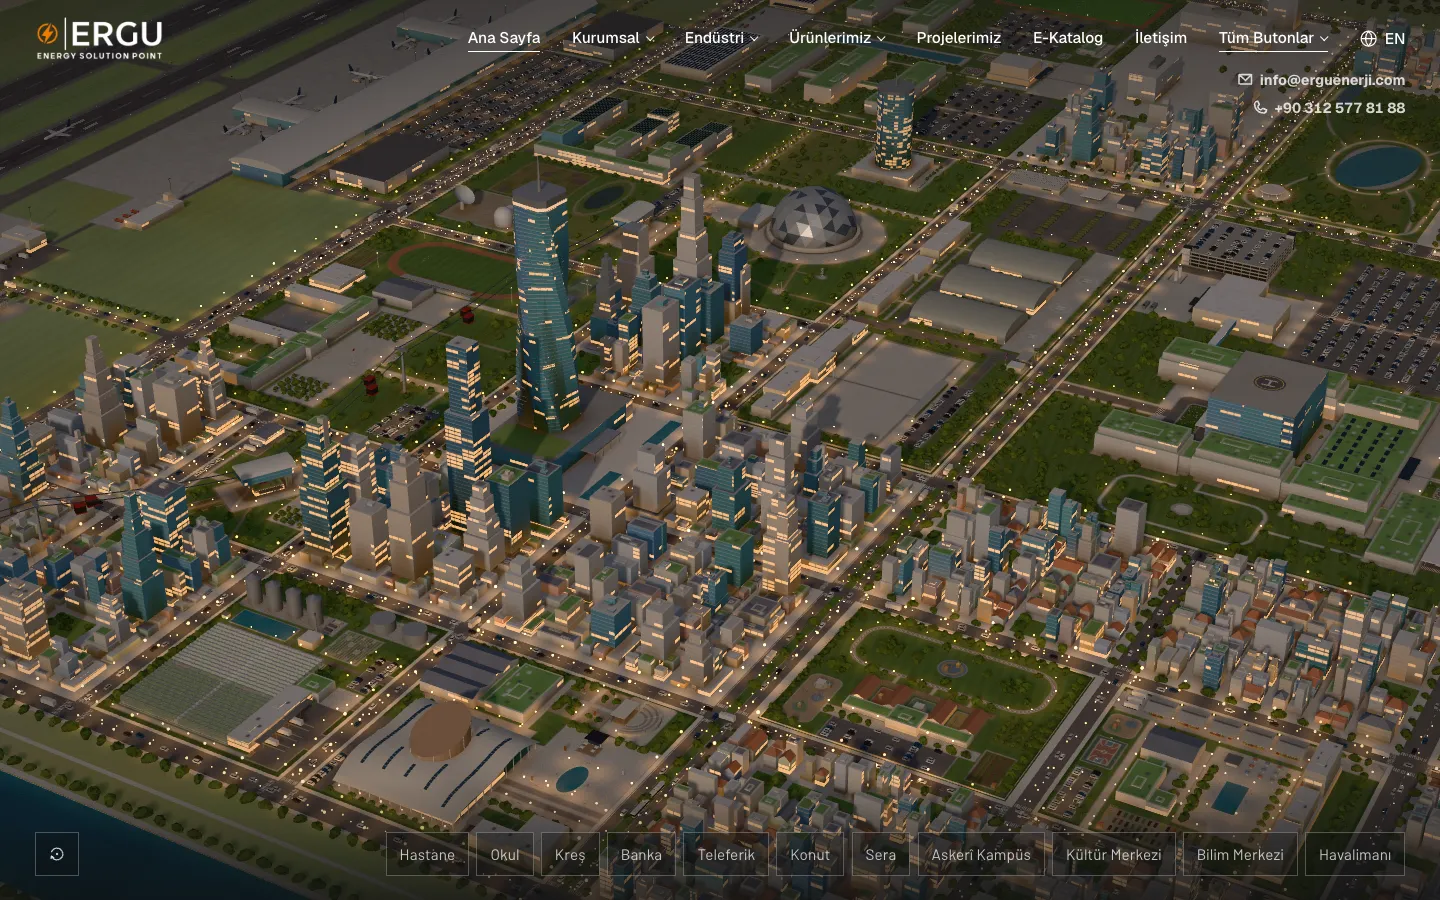 ERGU
ENERGY SOLUTION POINT
Ana Sayfa
Kurumsal
Endüstri
Ürünlerimiz
Projelerimiz
E-Katalog
İletişim
Tüm Butonlar
EN
info@erguenerji.com
+90 312 577 81 88
Hastane
Okul
Kreş
Banka
Teleferik
Konut
Sera
Askerî Kampüs
Kültür Merkezi
Bilim Merkezi
Havalimanı